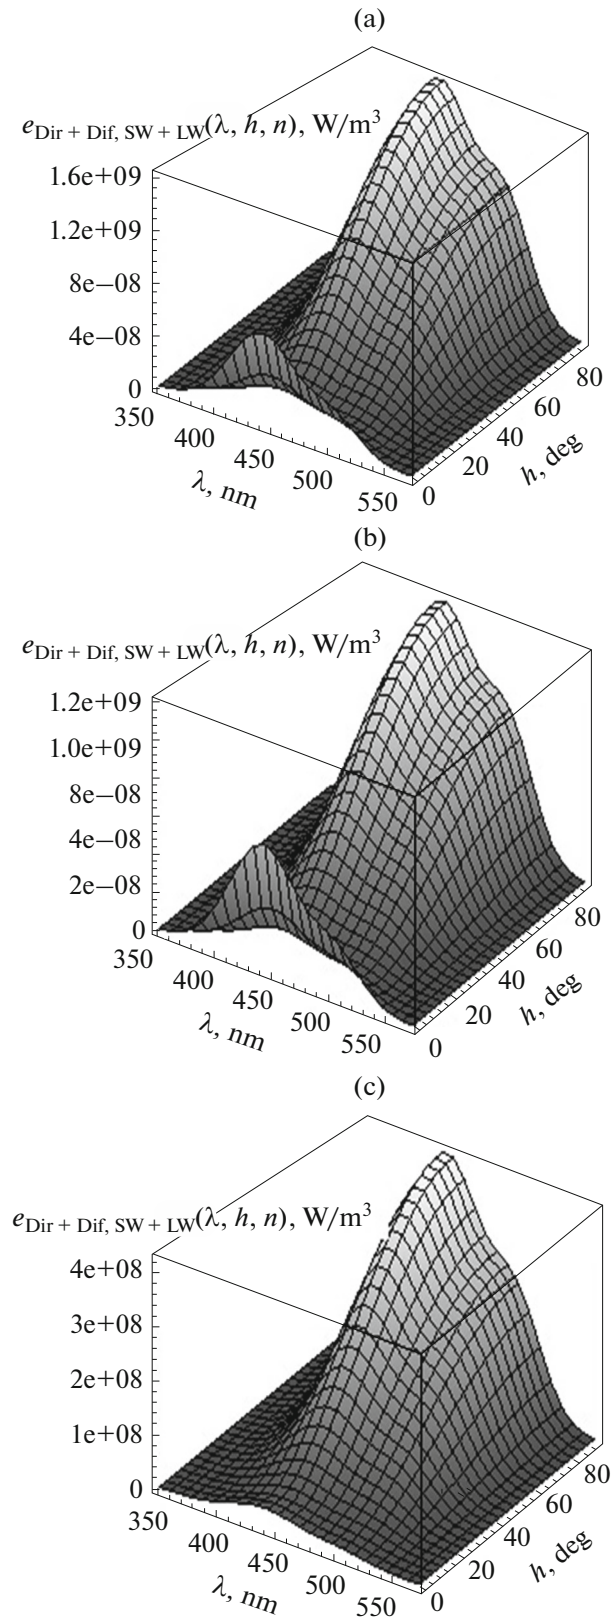 (a)
e Dir + Dif, SW + LW(λ, h, n), W/m³
1.6e+09
1.2e+09
8e−08
4e−08
0
350
400
450
500
550
λ, nm
0
20
40
60
80
h, deg
(b)
e Dir + Dif, SW + LW(λ, h, n), W/m³
1.2e+09
1.0e+09
8e−08
4e−08
2e−08
0
350
400
450
500
550
λ, nm
0
20
40
60
80
h, deg
(c)
e Dir + Dif, SW + LW(λ, h, n), W/m³
4e+08
3e+08
2e+08
1e+08
0
350
400
450
500
550
λ, nm
0
20
40
60
80
h, deg